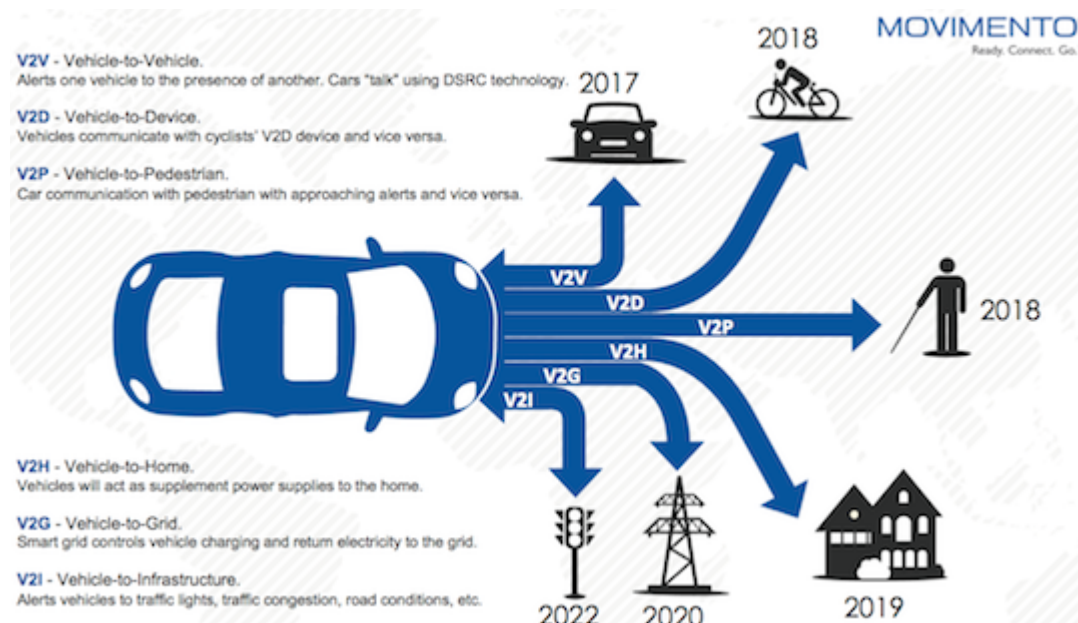 MOVIMENTO
Ready. Connect. Go.
V2V - Vehicle-to-Vehicle.
Alerts one vehicle to the presence of another. Cars "talk" using DSRC technology.
V2D - Vehicle-to-Device.
Vehicles communicate with cyclists' V2D device and vice versa.
V2P - Vehicle-to-Pedestrian.
Car communication with pedestrian with approaching alerts and vice versa.
2017
2018
V2V
V2D
V2P
2018
V2H
V2G
V2I
V2H - Vehicle-to-Home.
Vehicles will act as supplement power supplies to the home.
V2G - Vehicle-to-Grid.
Smart grid controls vehicle charging and return electricity to the grid.
V2I - Vehicle-to-Infrastructure.
Alerts vehicles to traffic lights, traffic congestion, road conditions, etc.
2022
2020
2019